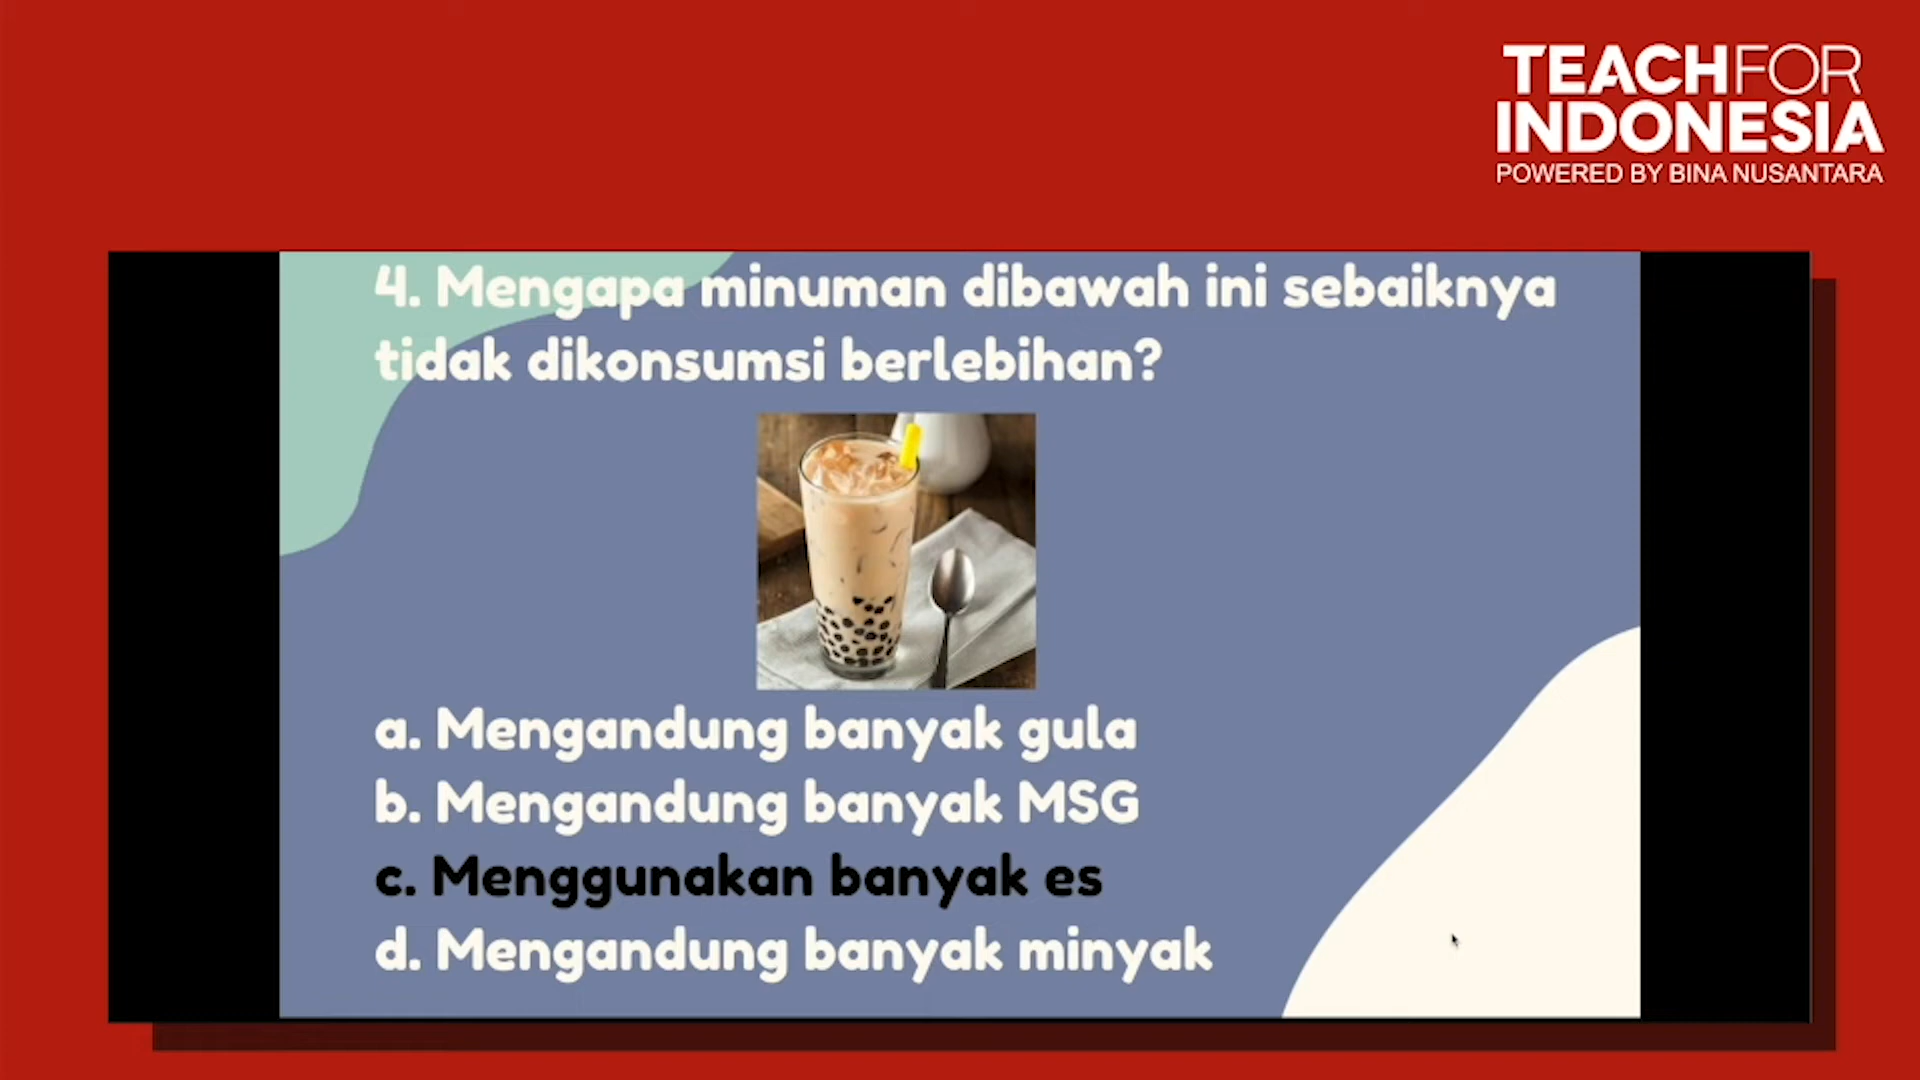 TEACHFOR
INDONESIA
POWERED BY BINA NUSANTARA
4. Mengapa minuman dibawah ini sebaiknya
tidak dikonsumsi berlebihan?
a. Mengandung banyak gula
b. Mengandung banyak MSG
c. Menggunakan banyak es
d. Mengandung banyak minyak